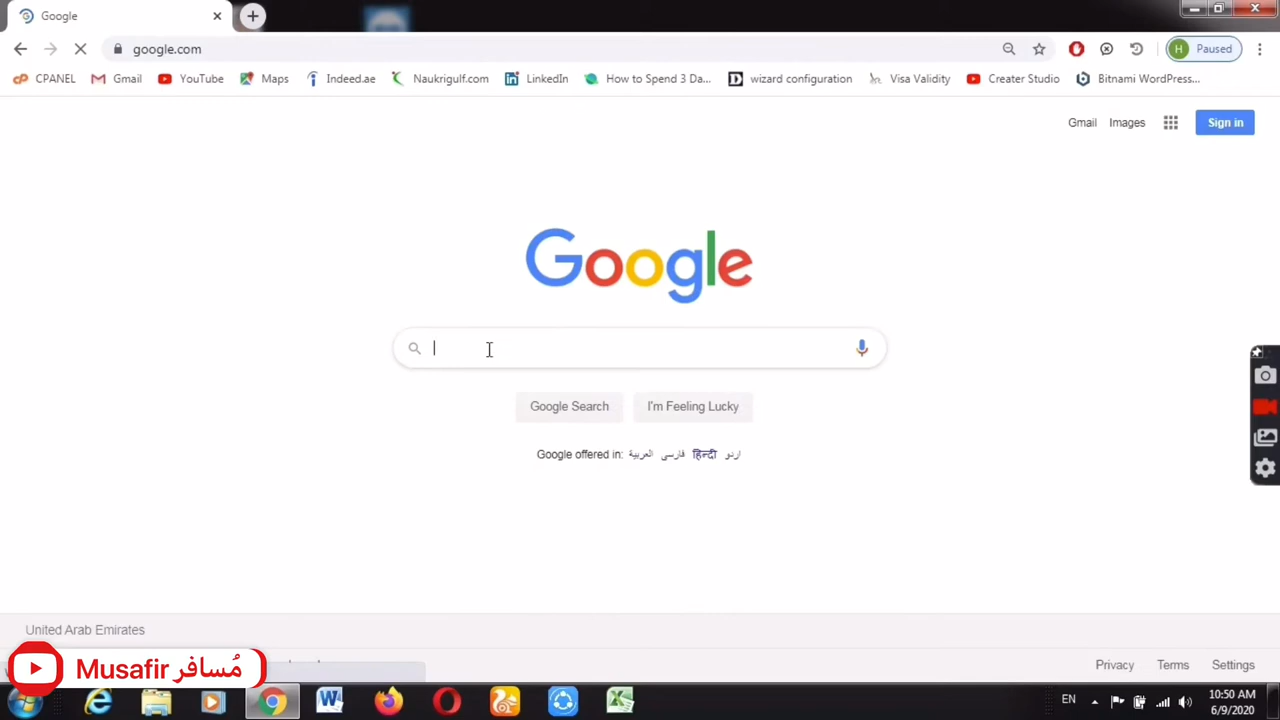 Google
google.com
Paused
H
CPANEL
Gmail
YouTube
Maps
Indeed.ae
Naukrigulf.com
LinkedIn
How to Spend 3 Da...
wizard configuration
Visa Validity
Creater Studio
Bitnami WordPress...
Gmail
Images
Sign in
Google
Google Search
I'm Feeling Lucky
Google offered in: العربية فارسی हिन्दी اردو
United Arab Emirates
Musafir مُسافر
Privacy
Terms
Settings
EN
10:50 AM
6/9/2020